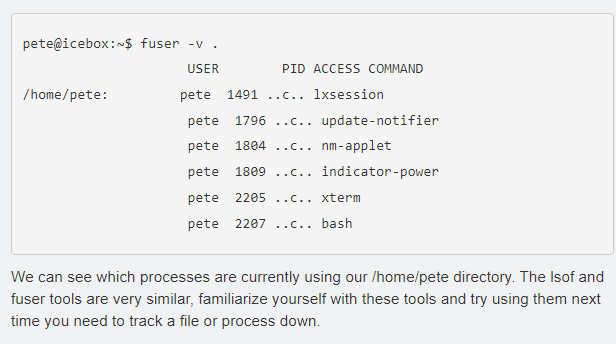 pete@icebox:~$ fuser -v .
USER PID ACCESS COMMAND
/home/pete: pete 1491 ..c.. lxsession
pete 1796 ..c.. update-notifier
pete 1804 ..c.. nm-applet
pete 1809 ..c.. indicator-power
pete 2205 ..c.. xterm
pete 2207 ..c.. bash
We can see which processes are currently using our /home/pete directory. The lsof and
fuser tools are very similar, familiarize yourself with these tools and try using them next
time you need to track a file or process down.